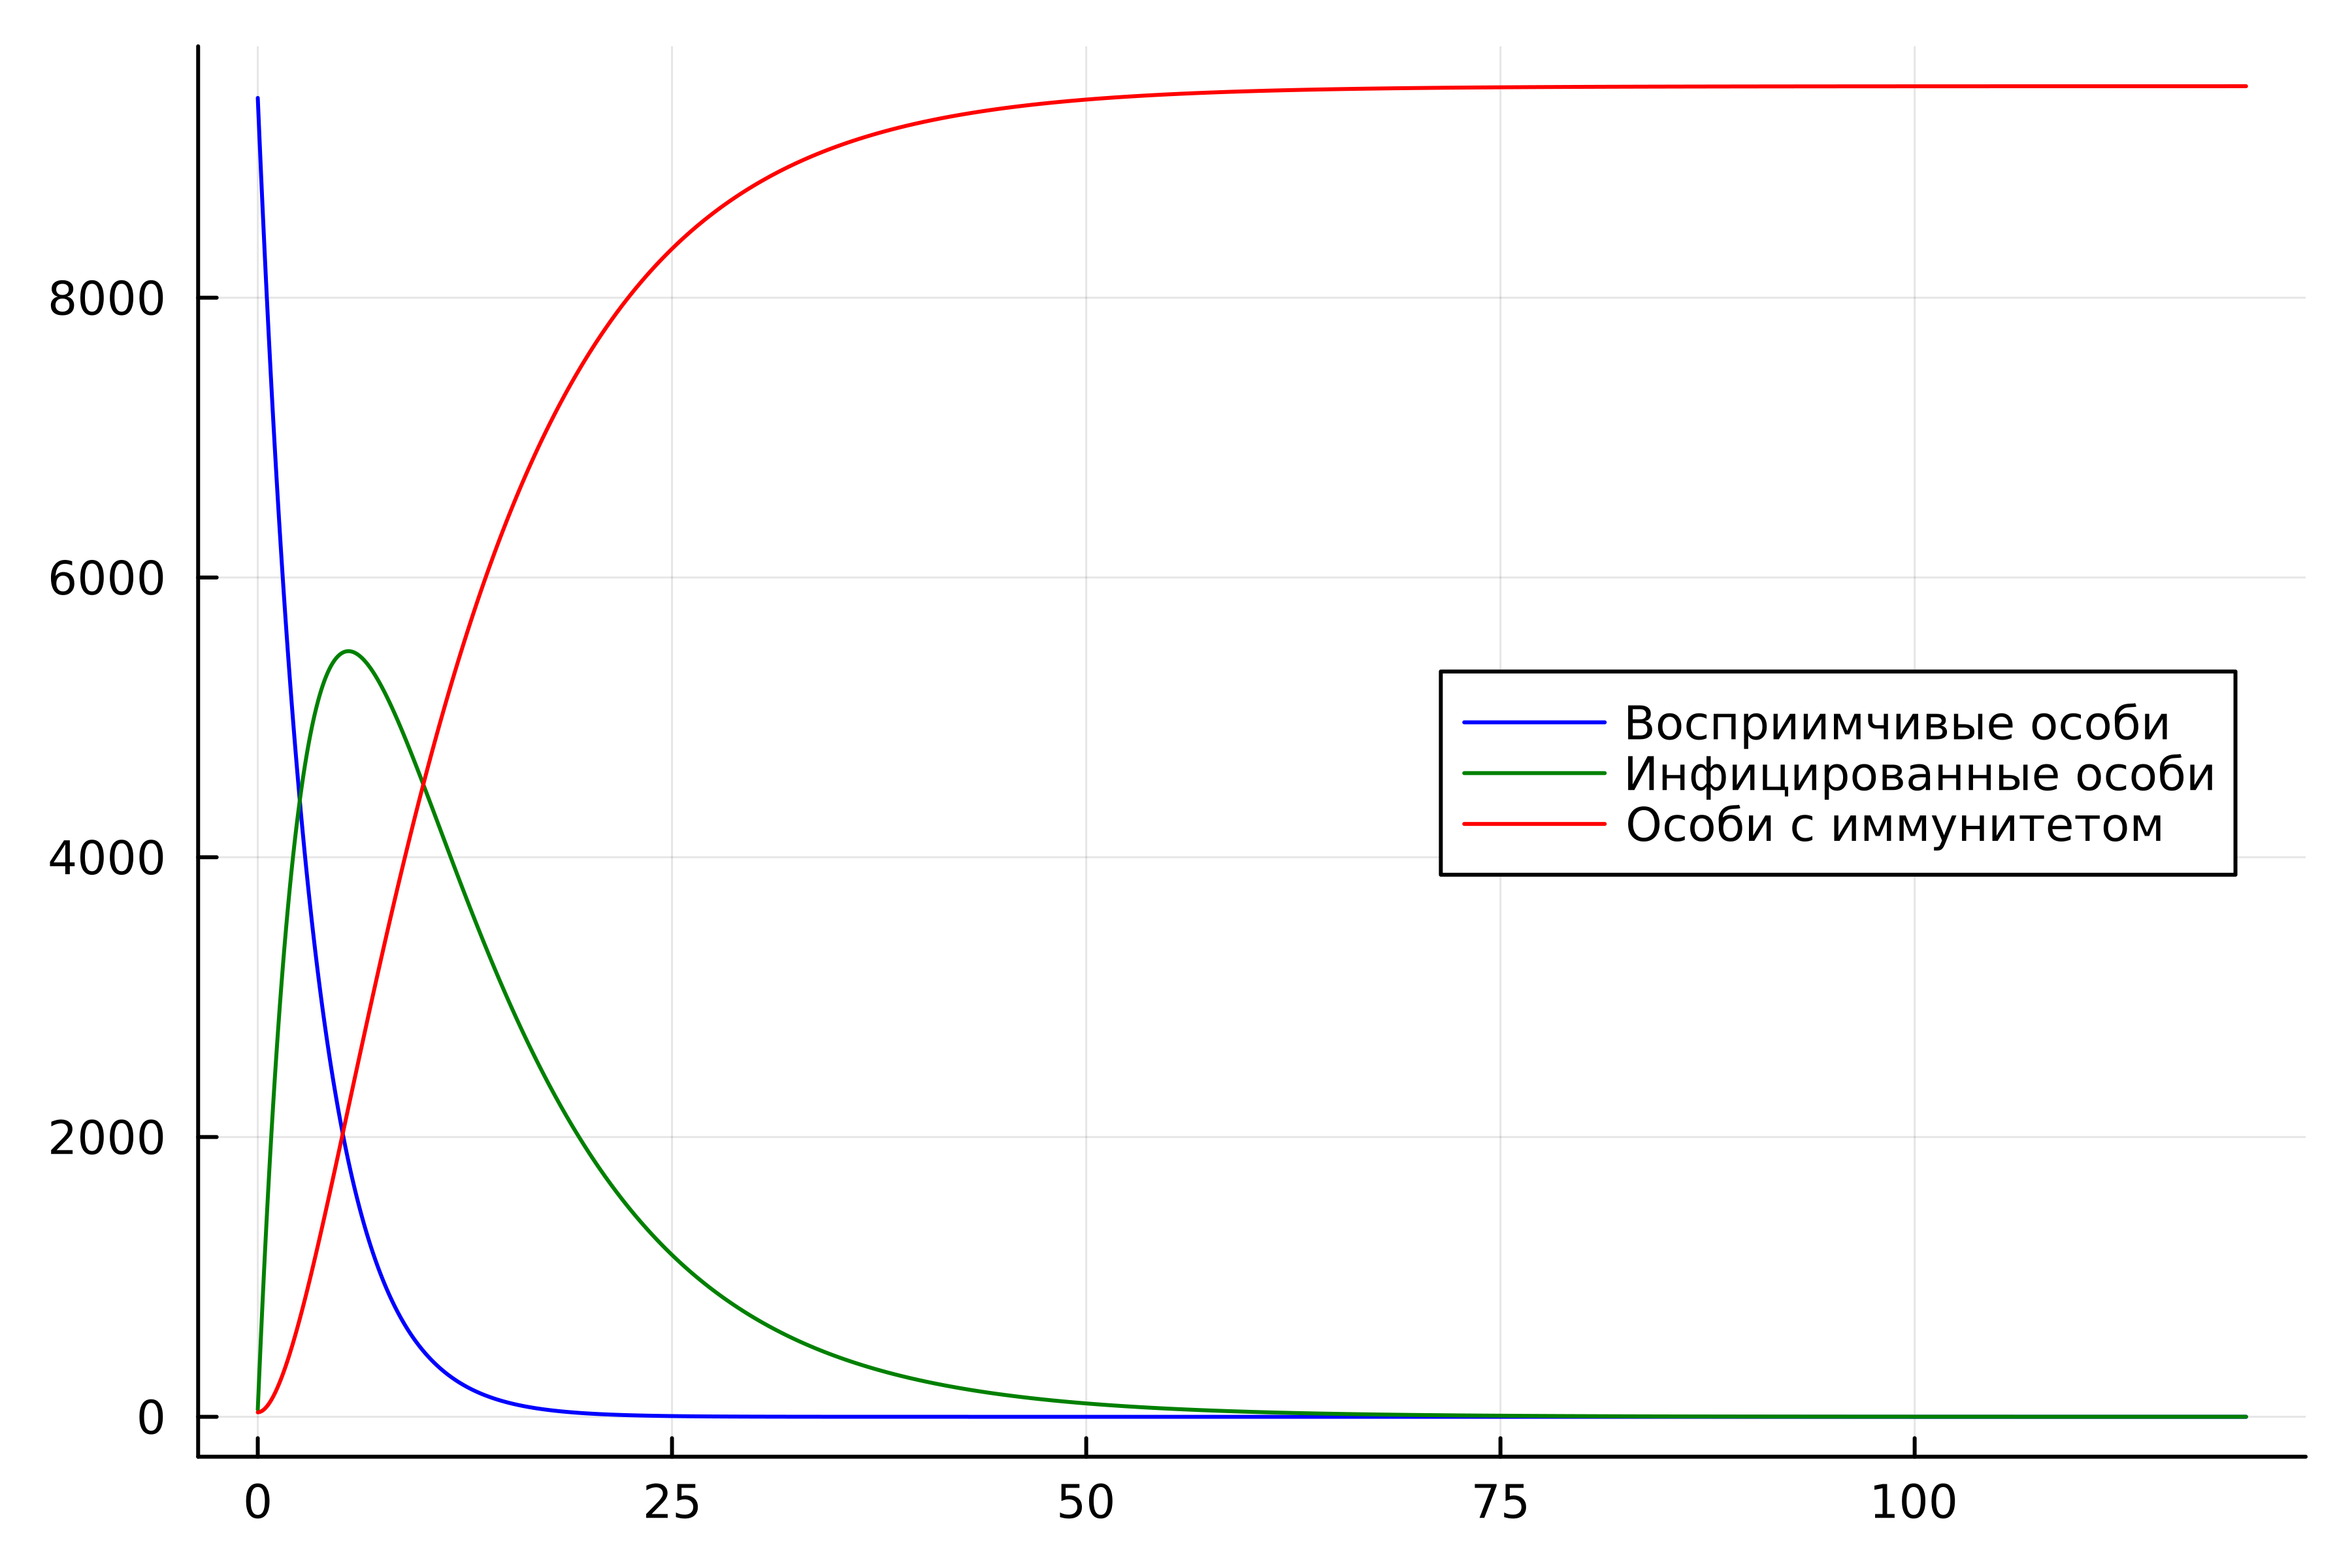 8000
6000
Восприимчивые особи
Инфицированные особи
Особи с иммунитетом
4000
2000
0
0 25 50 75 100